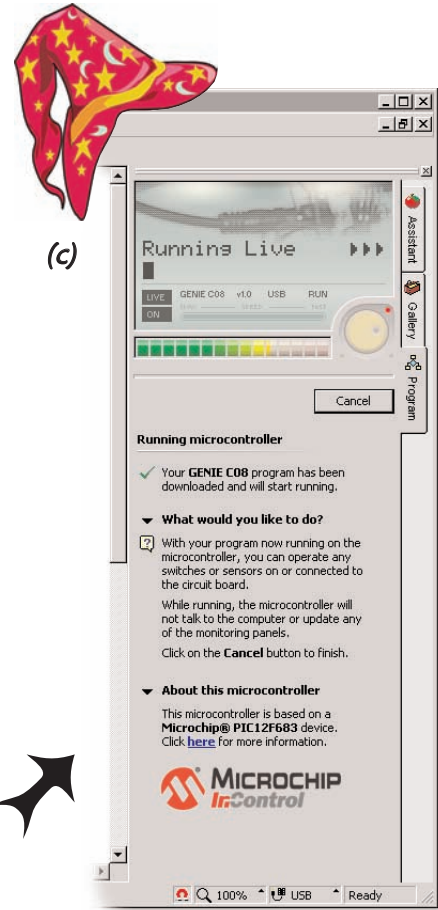 (c)
Running Live
LIVE GENIE C08 v1.0 USB RUN
ON
Assistant
Gallery
Program
Cancel
Running microcontroller
Your GENIE C08 program has been
downloaded and will start running.
What would you like to do?
With your program now running on the
microcontroller, you can operate any
switches or sensors on or connected to
the circuit board.
While running, the microcontroller will
not talk to the computer or update any
of the monitoring panels.
Click on the Cancel button to finish.
About this microcontroller
This microcontroller is based on a
Microchip® PIC12F683 device.
Click here for more information.
MICROCHIP
InControl
100% USB Ready